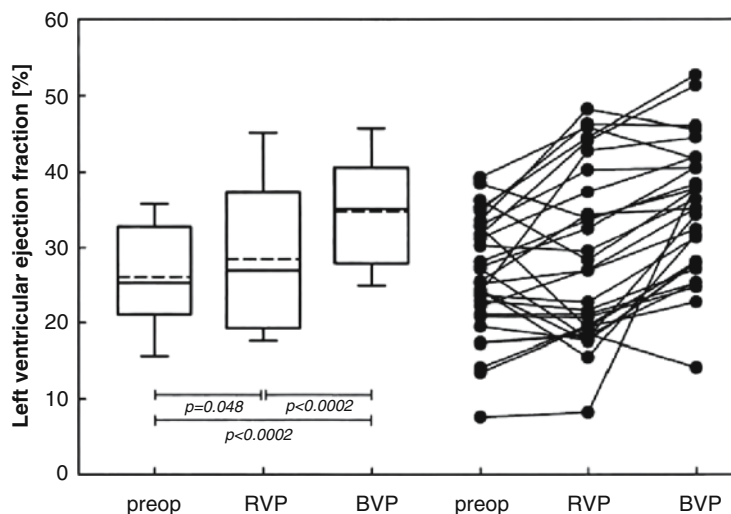 Left ventricular ejection fraction [%]
60
50
40
30
20
10
0
p=0.048
p<0.0002
p<0.0002
preop RVP BVP preop RVP BVP